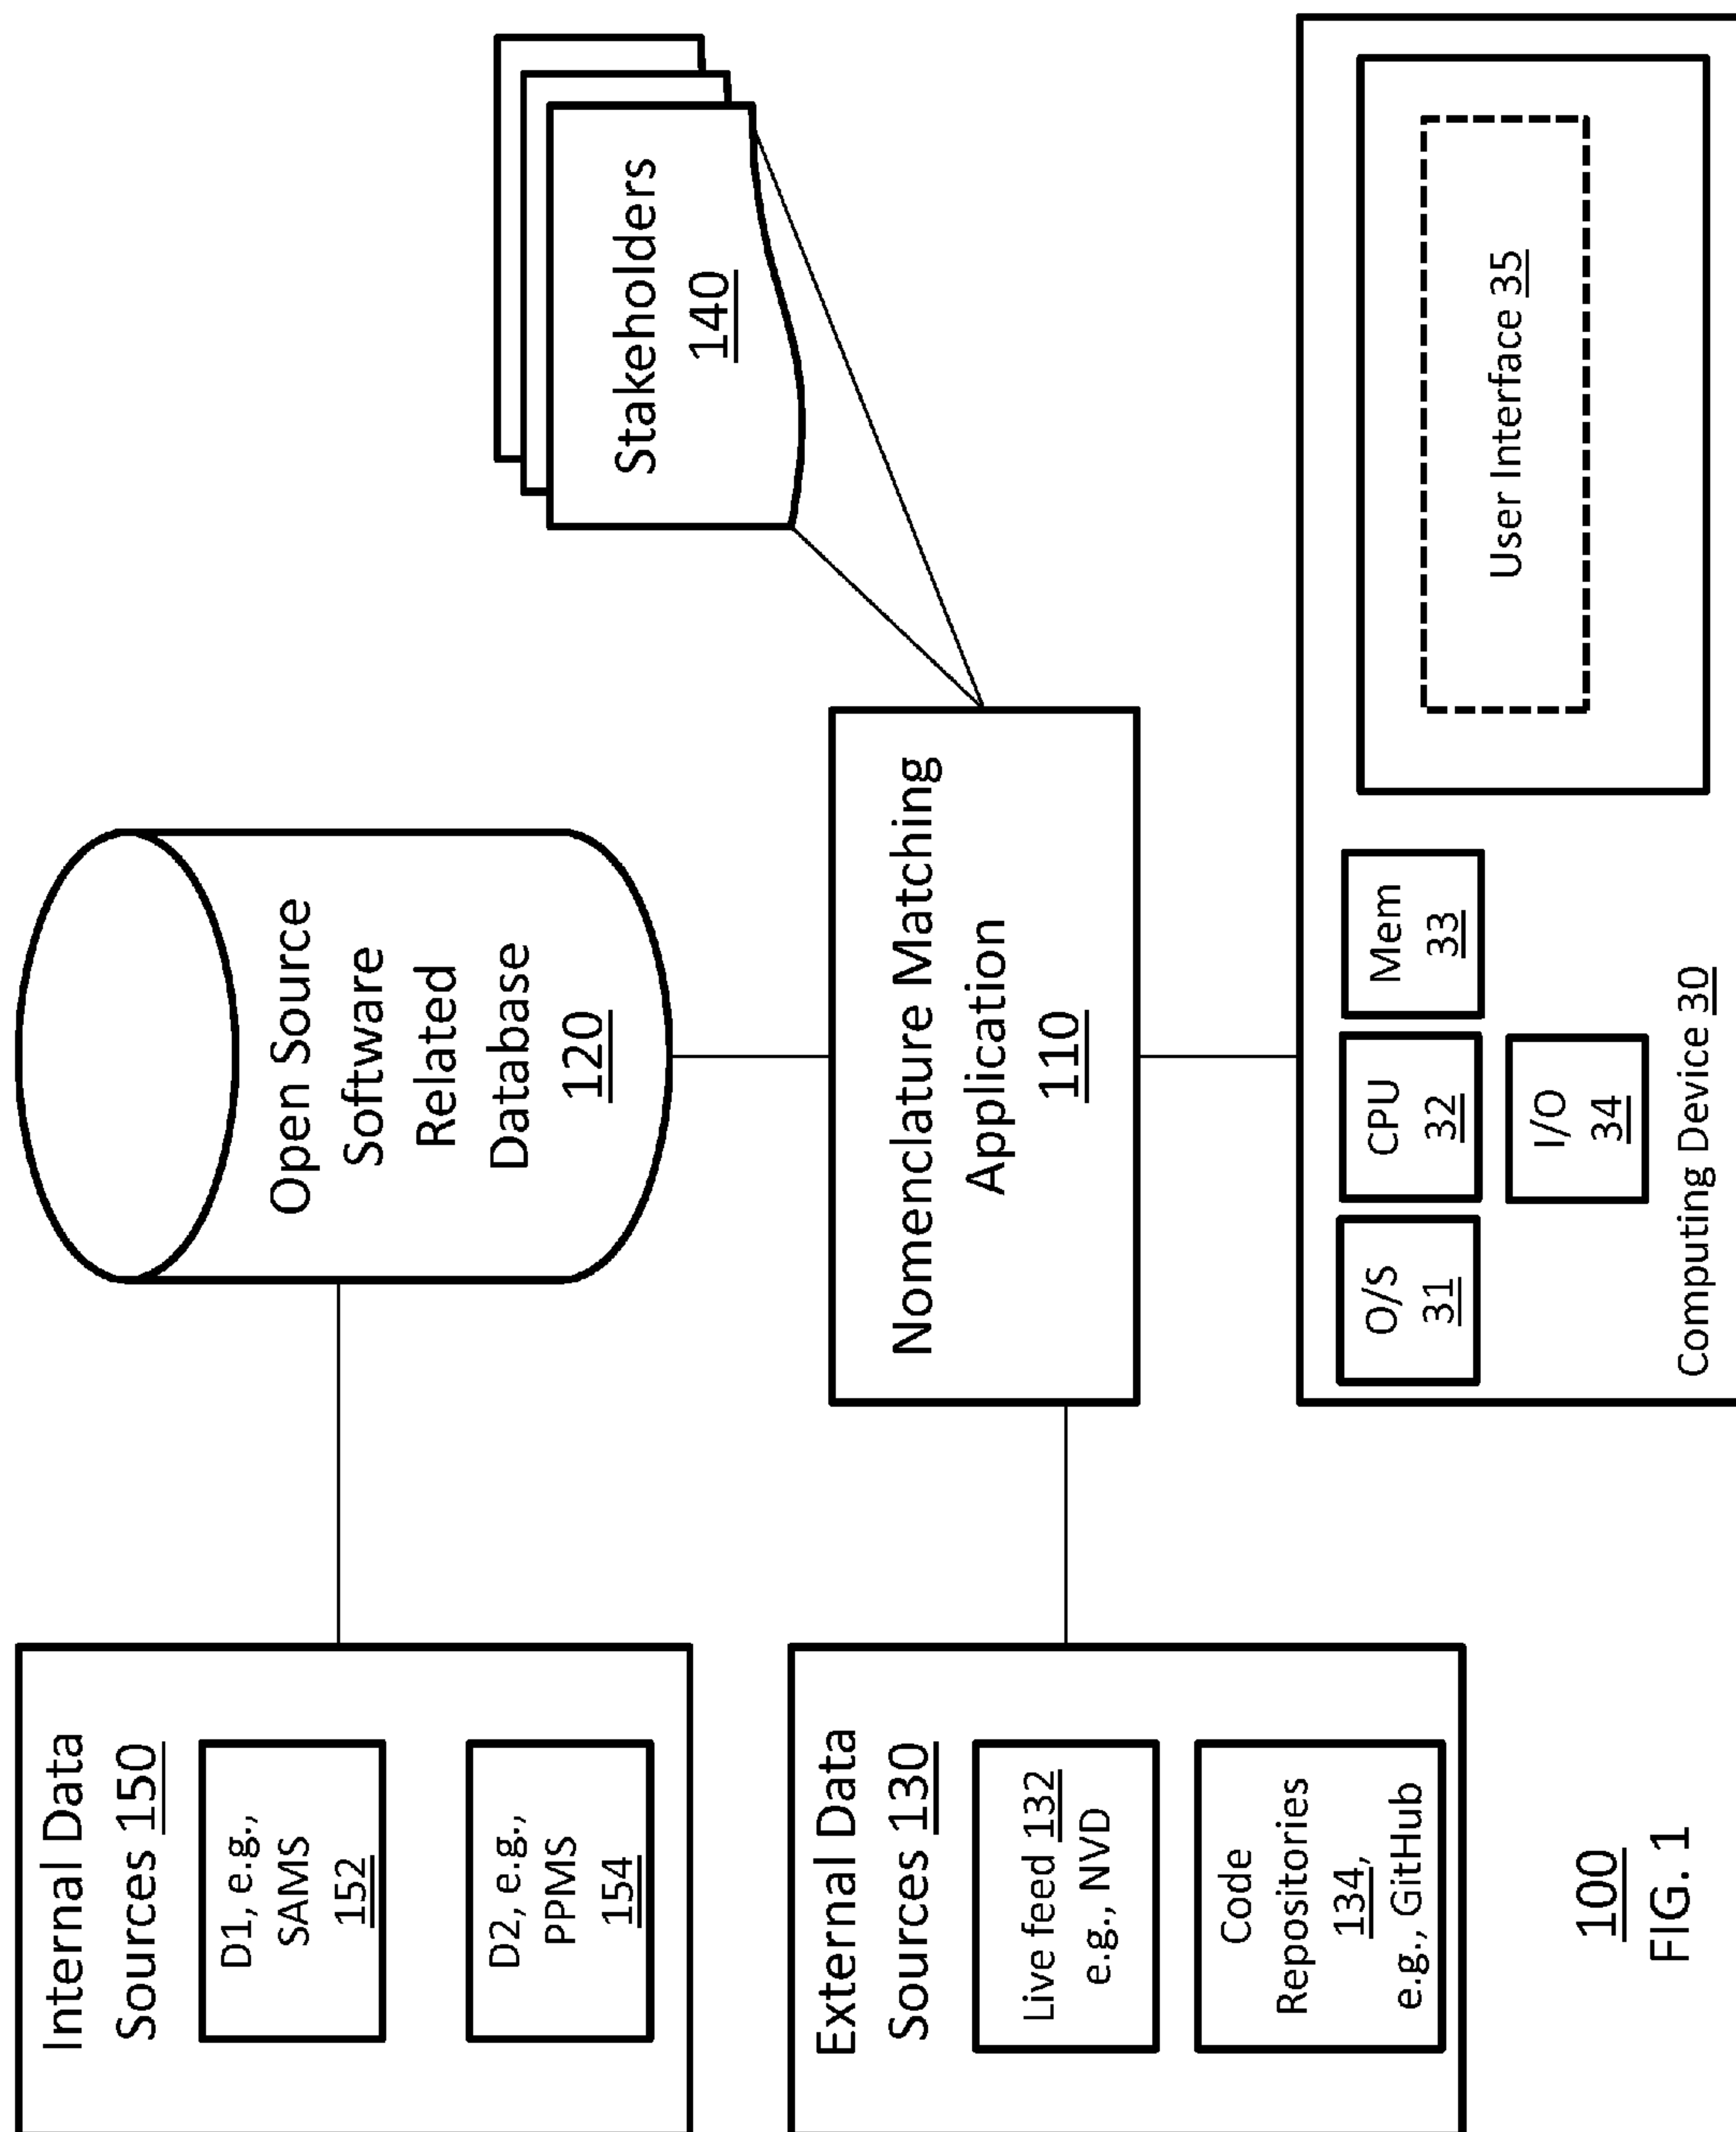 Internal Data
Sources 150
D1, e.g.,
SAMS
152
D2, e.g.,
PPMS
154
Open Source
Software
Related
Database
120
Stakeholders
140
External Data
Sources 130
Live feed 132
e.g., NVD
Code
Repositories
134,
e.g., GitHub
Nomenclature Matching
Application
110
O/S
31
CPU
32
Mem
33
I/O
34
User Interface 35
Computing Device 30
100
FIG. 1